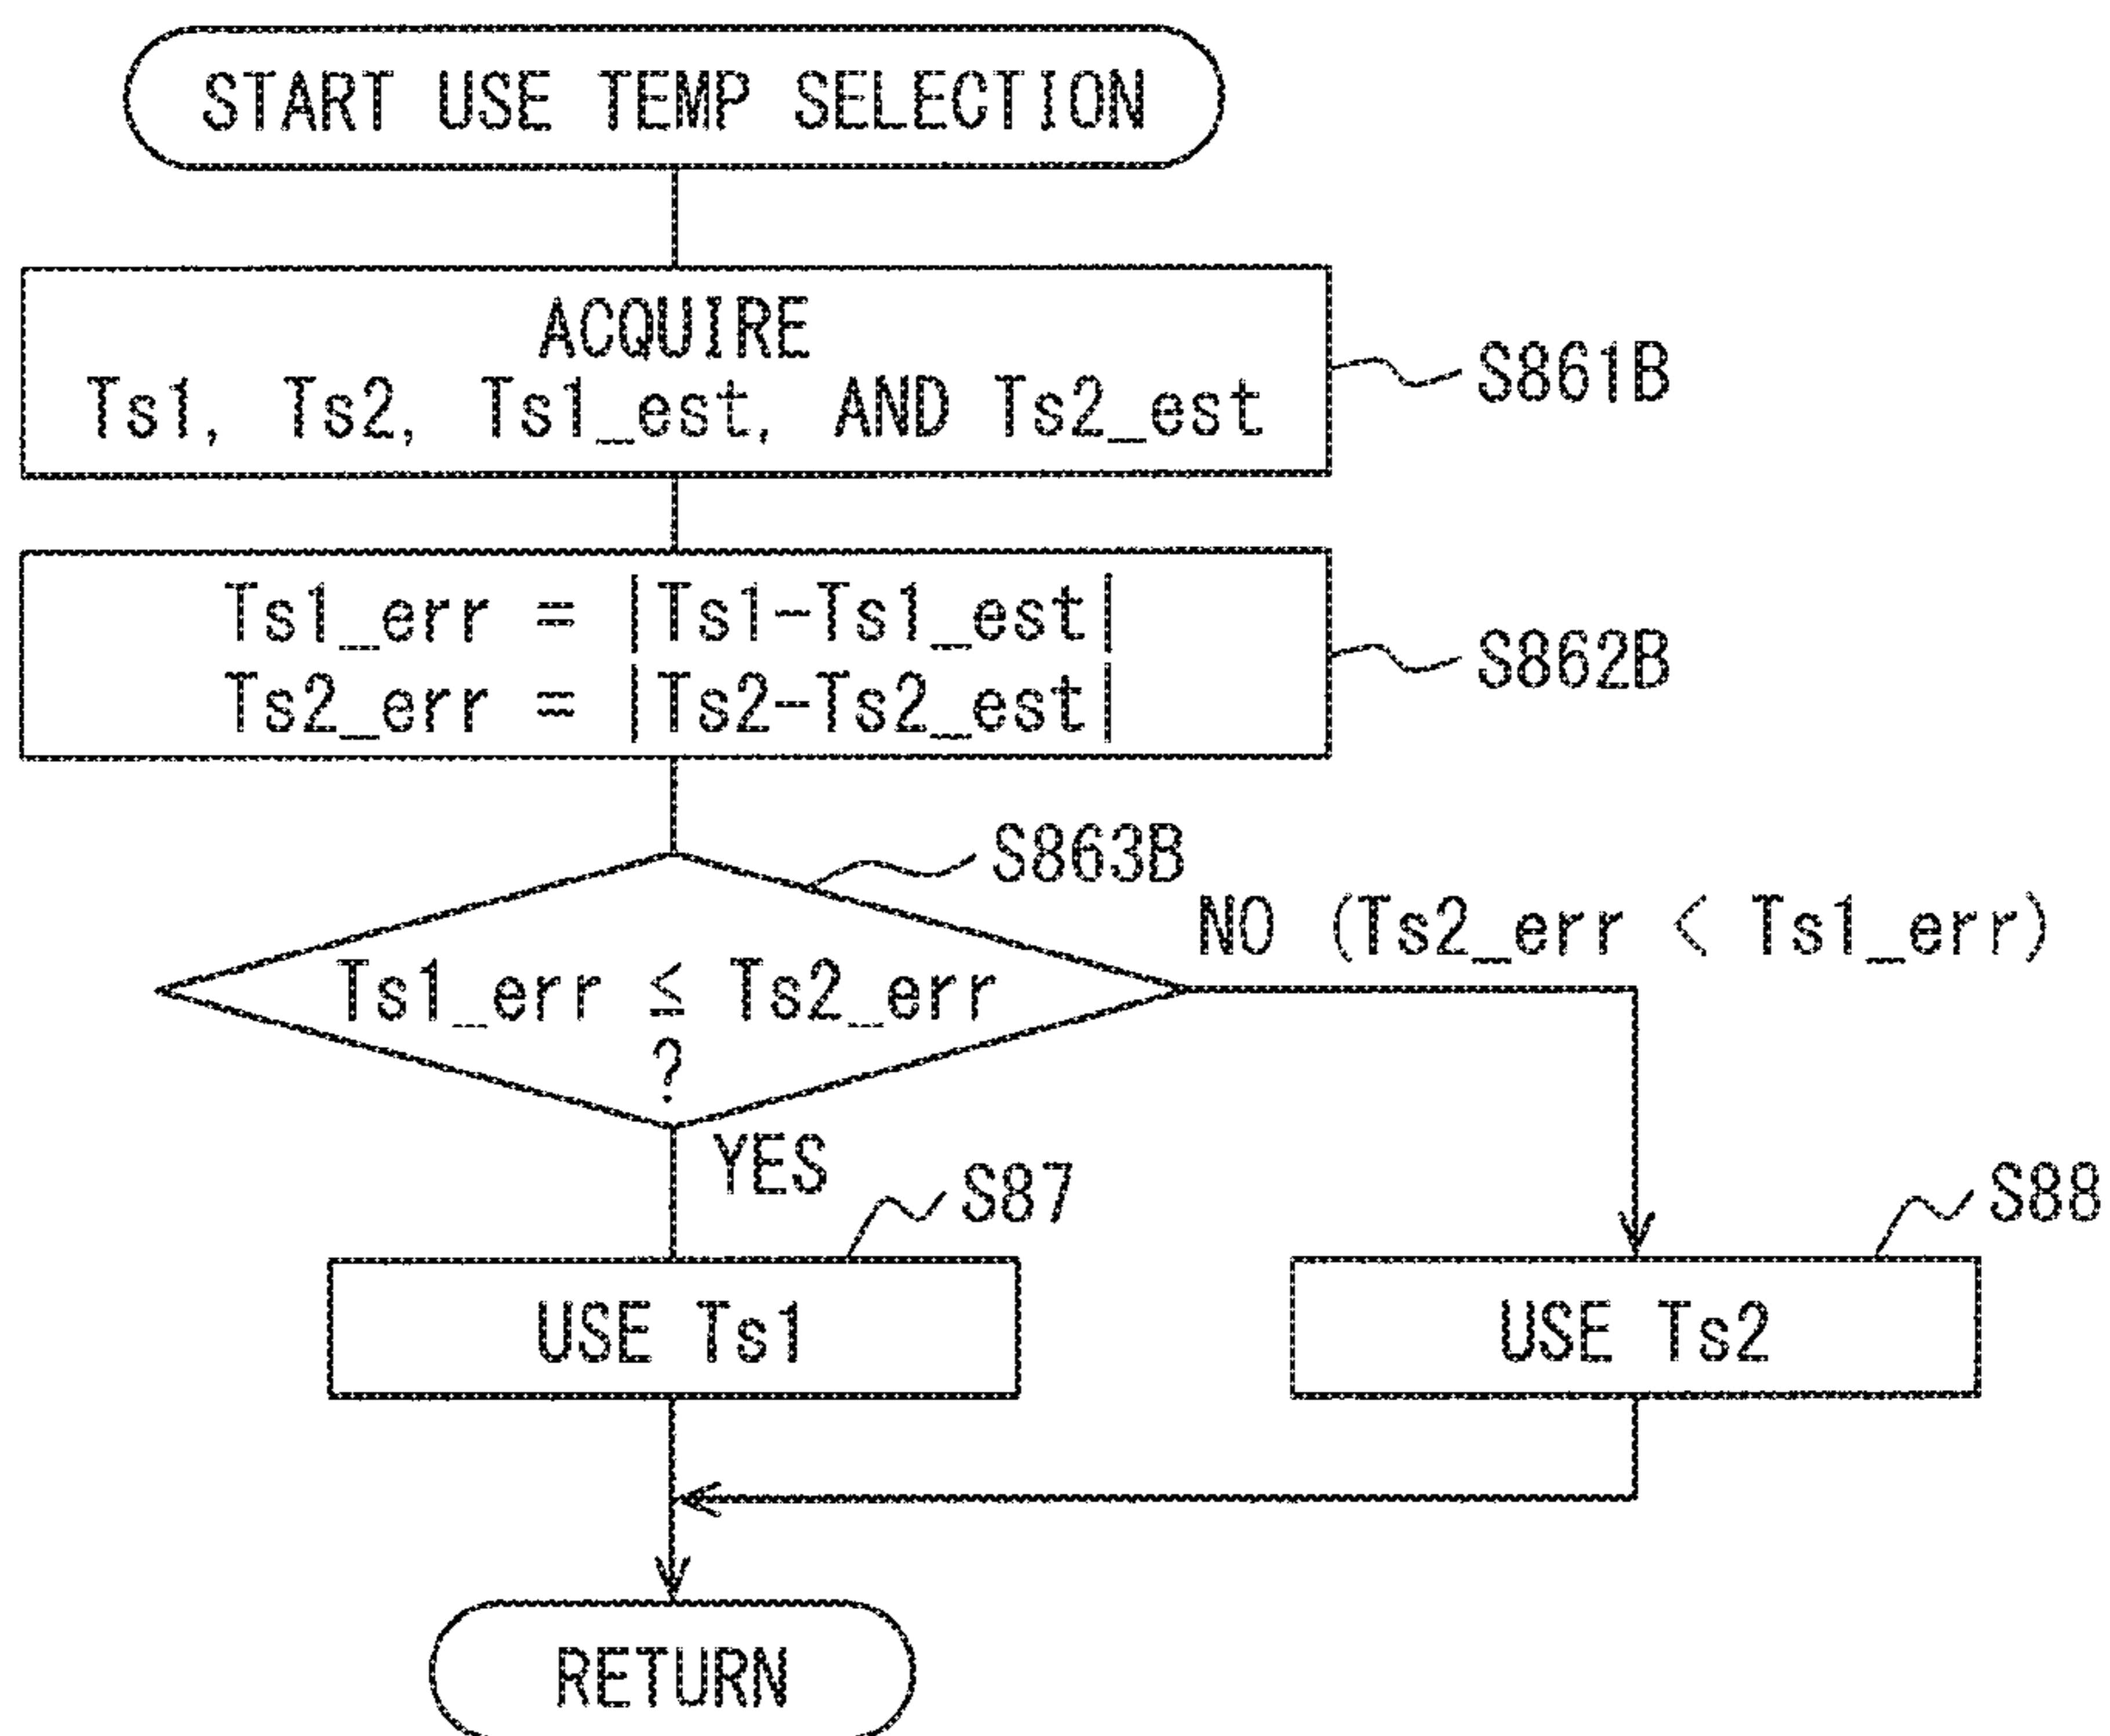 START USE TEMP SELECTION
ACQUIRE
Ts1, Ts2, Ts1_est, AND Ts2_est
S861B
Ts1_err = |Ts1-Ts1_est|
Ts2_err = |Ts2-Ts2_est|
S862B
S863B
NO (Ts2_err < Ts1_err)
Ts1_err ≦ Ts2_err
?
YES
S87
S88
USE Ts1
USE Ts2
RETURN